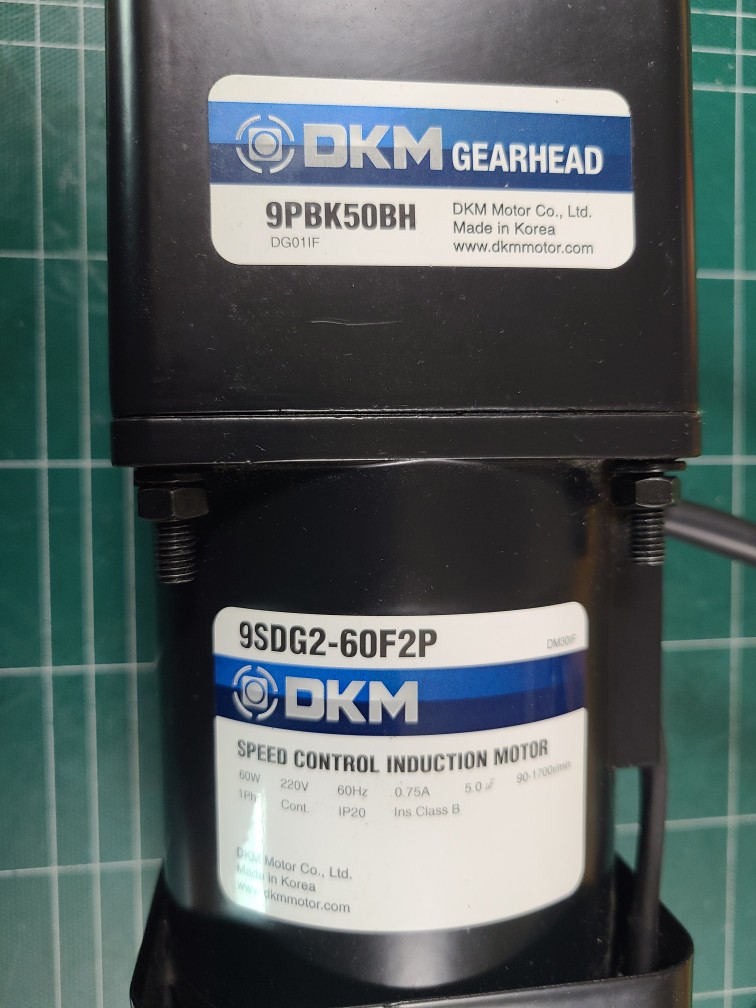 DKM GEARHEAD
9PBK50BH
DG01IF
DKM Motor Co., Ltd.
Made in Korea
www.dkmmotor.com
9SDG2-60F2P
DM30IF
DKM
SPEED CONTROL INDUCTION MOTOR
60W 220V 60Hz 0.75A 5.0㎌ 90-1700r/min
1Ph Cont. IP20 Ins.Class B
DKM Motor Co., Ltd.
Made in Korea
www.dkmmotor.com